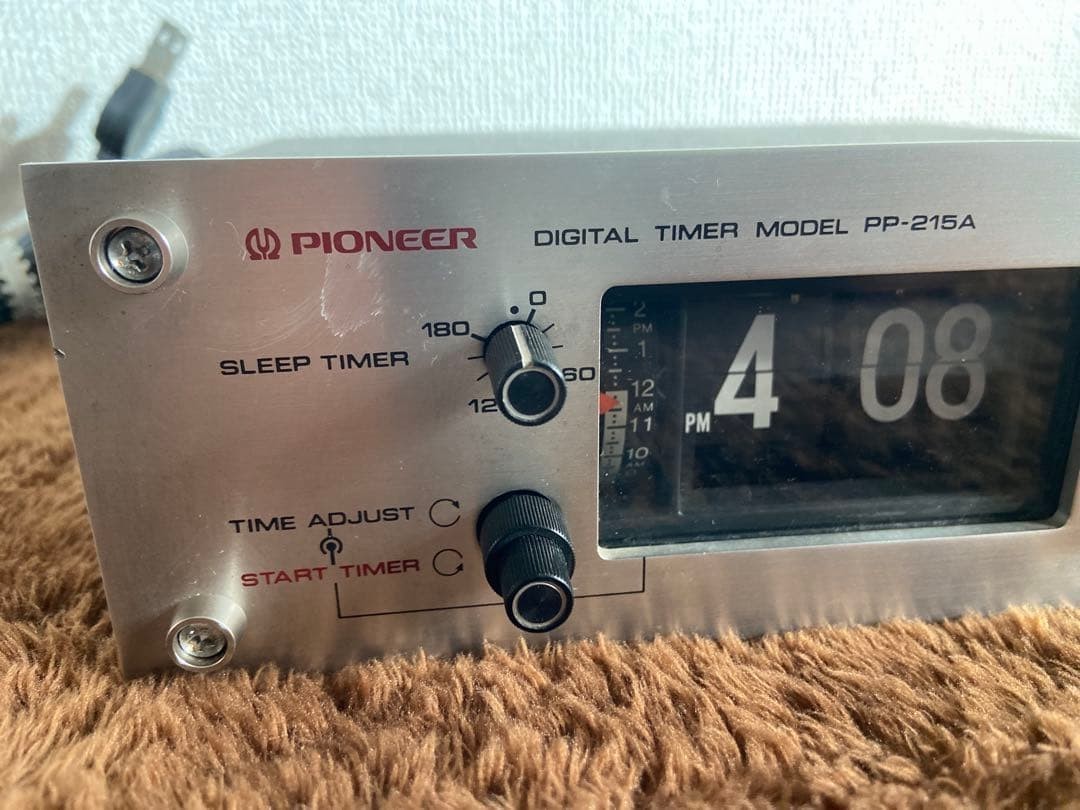 PIONEER
DIGITAL TIMER MODEL PP-215A
0
180
SLEEP TIMER
60
12
2
PM
1
12
AM
11
10
PM 4 08
TIME ADJUST
START TIMER